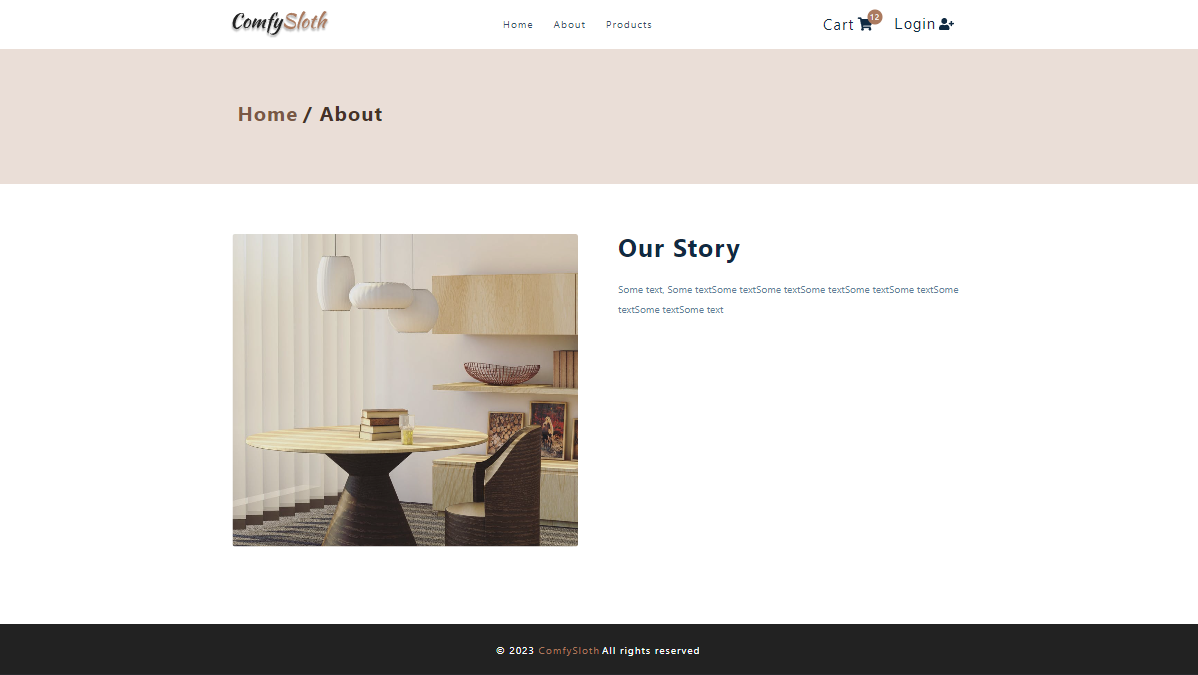 ComfySloth
Home About Products
Cart 12 Login
Home / About
Our Story
Some text, Some textSome textSome textSome textSome textSome textSome
textSome textSome text
© 2023 ComfySloth All rights reserved